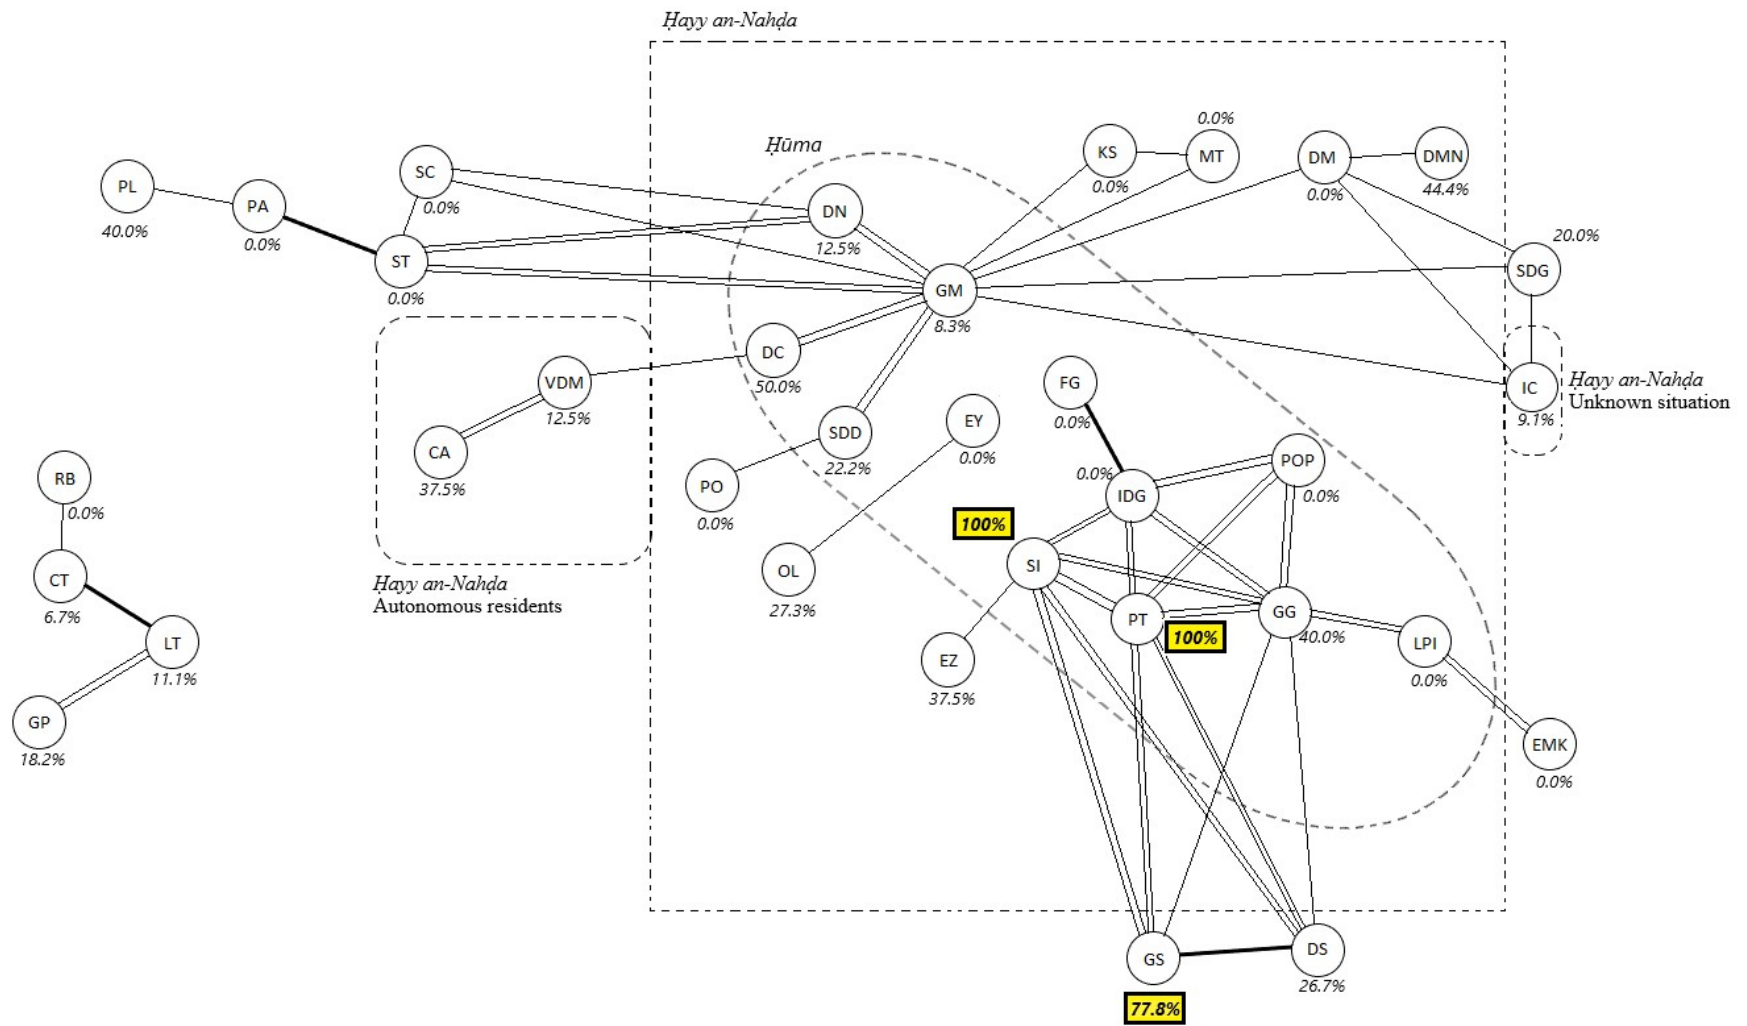 Ḥayy an-Nahḍa
Ḥūma
0.0%
KS
0.0%
MT
DM
0.0%
DMN
44.4%
PL
40.0%
PA
0.0%
SC
0.0%
ST
0.0%
DN
12.5%
GM
8.3%
20.0%
SDG
DC
50.0%
VDM
12.5%
CA
37.5%
Ḥayy an-Nahḍa
Autonomous residents
IC
9.1%
Ḥayy an-Nahḍa
Unknown situation
FG
0.0%
EY
0.0%
SDD
22.2%
PO
0.0%
OL
27.3%
0.0%
IDG
POP
0.0%
100%
SI
PT
100%
GG
40.0%
LPI
0.0%
EZ
37.5%
EMK
0.0%
RB
0.0%
CT
6.7%
LT
11.1%
GP
18.2%
GS
77.8%
DS
26.7%